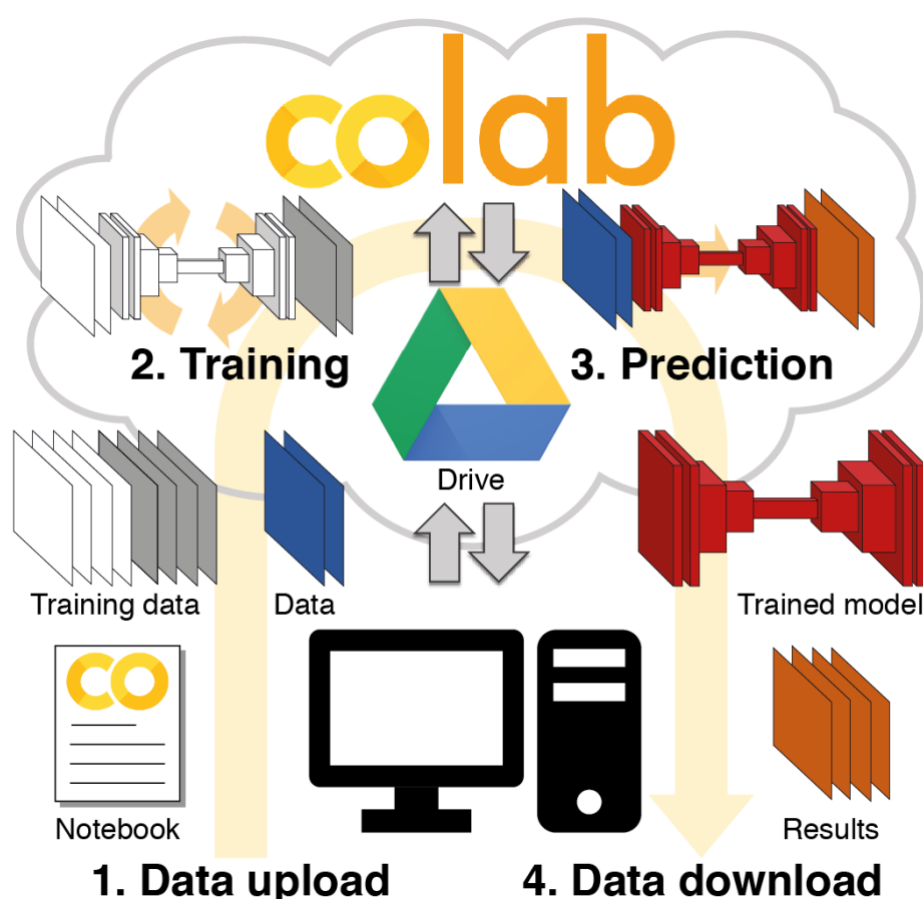 colab
2. Training
3. Prediction
Drive
Training data
Data
Trained model
CO
Notebook
Results
1. Data upload
4. Data download